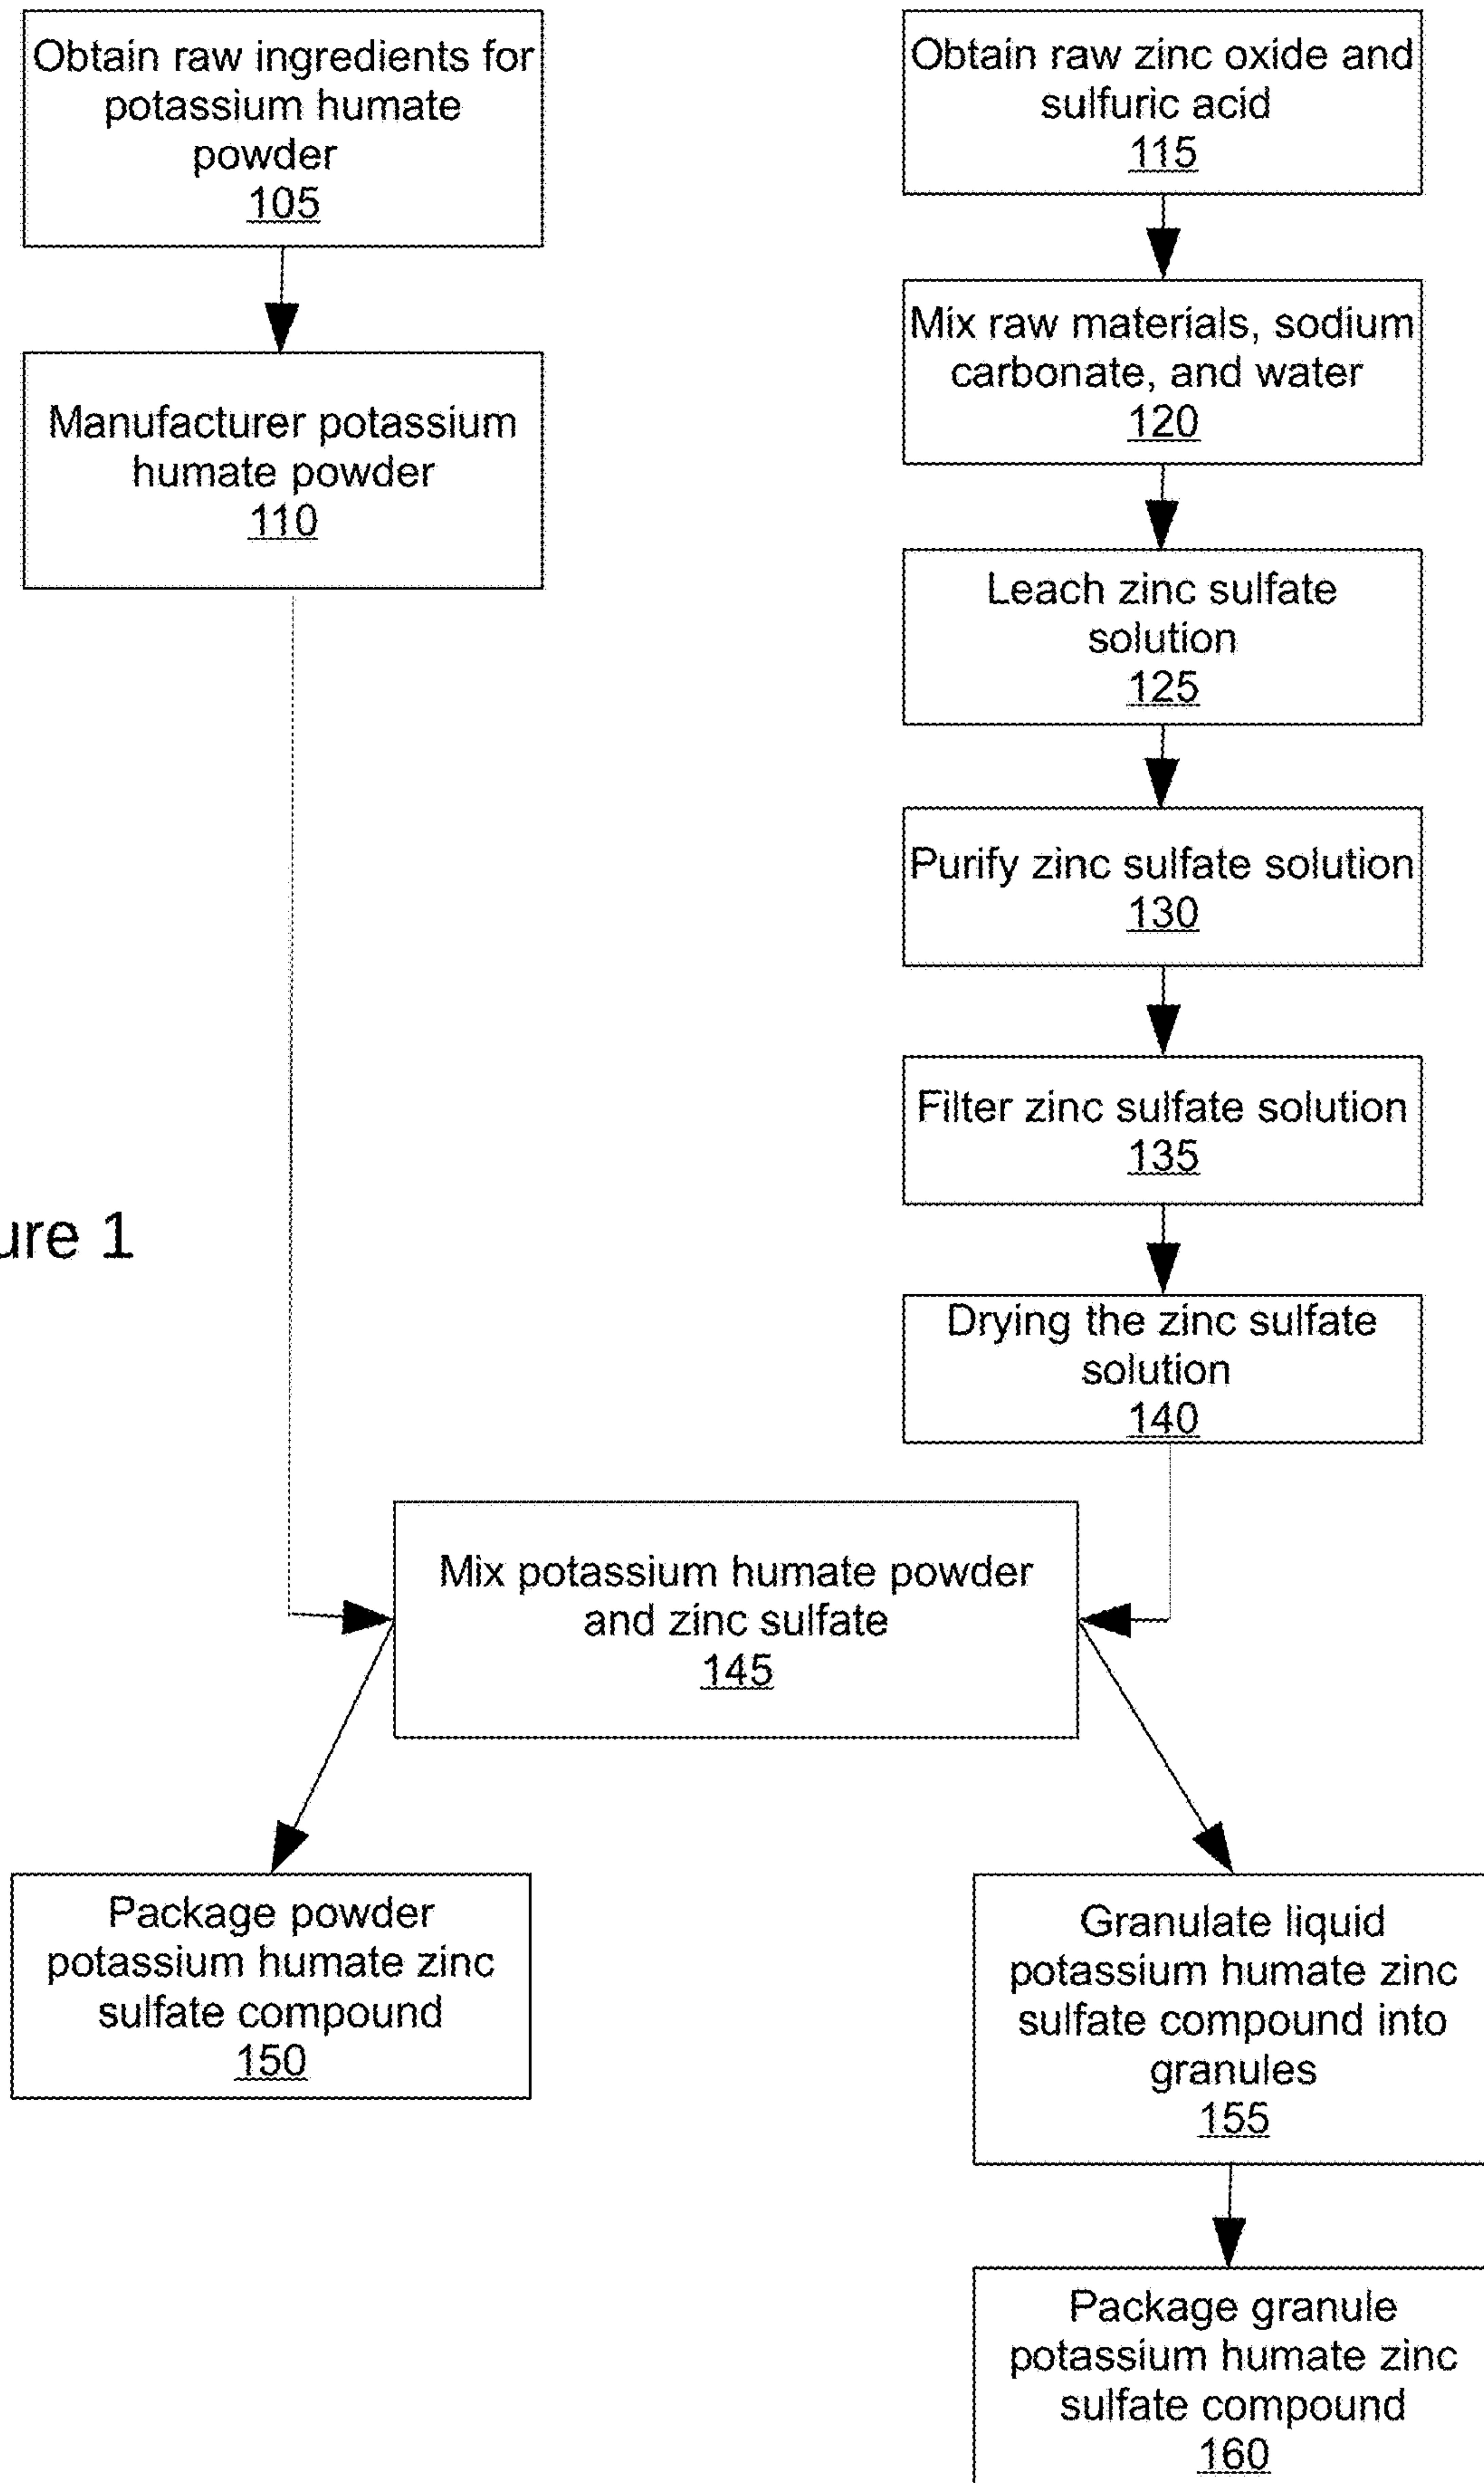 Obtain raw ingredients for
potassium humate
powder
105
Manufacturer potassium
humate powder
110
Obtain raw zinc oxide and
sulfuric acid
115
Mix raw materials, sodium
carbonate, and water
120
Leach zinc sulfate
solution
125
Purify zinc sulfate solution
130
Filter zinc sulfate solution
135
ure 1
Drying the zinc sulfate
solution
140
Mix potassium humate powder
and zinc sulfate
145
Package powder
potassium humate zinc
sulfate compound
150
Granulate liquid
potassium humate zinc
sulfate compound into
granules
155
Package granule
potassium humate zinc
sulfate compound
160